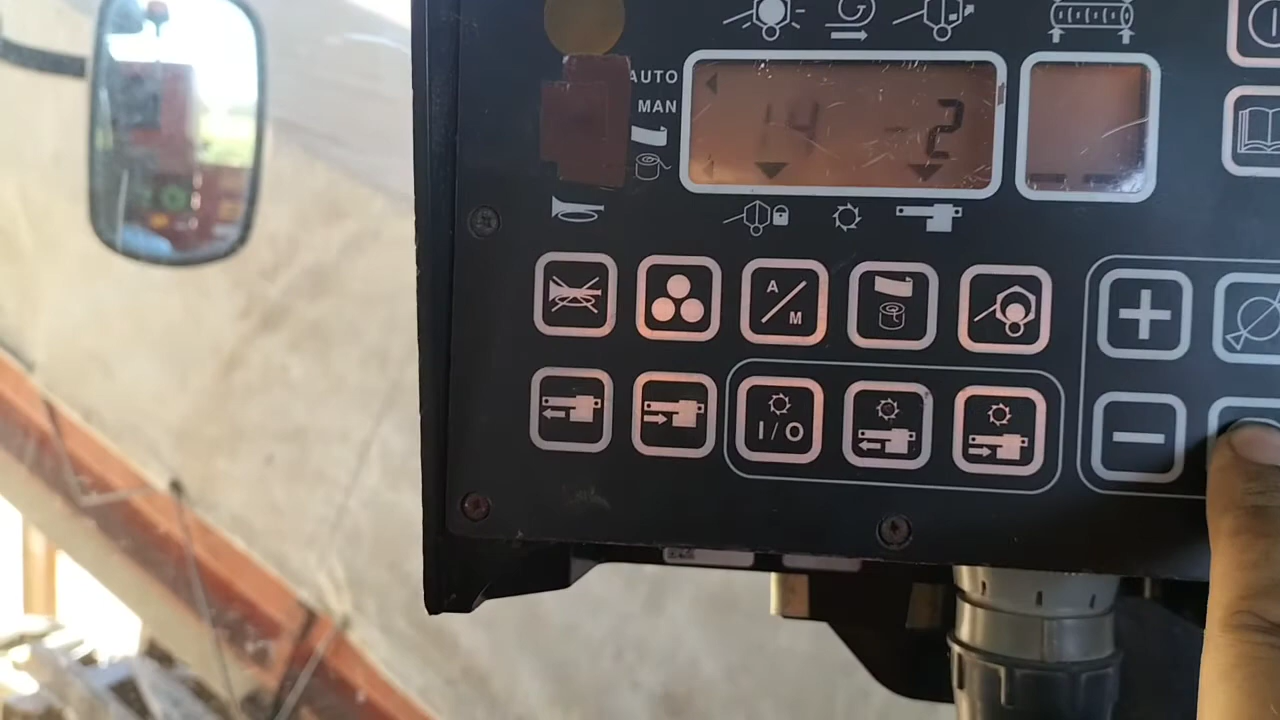 AUTO
MAN
14 -2
- -
A/M
+
I/O
-